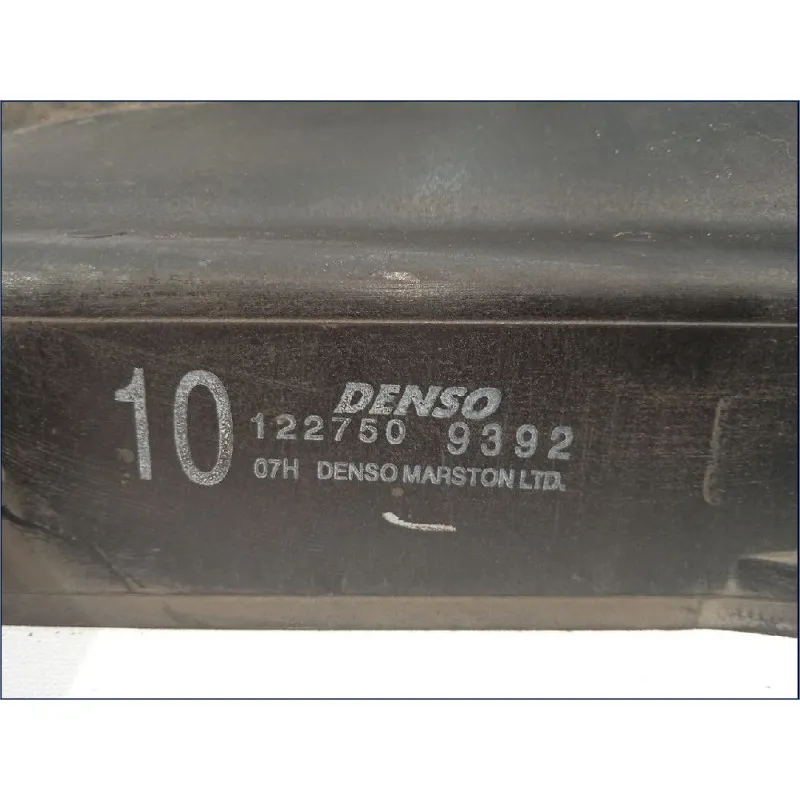 10
DENSO
122750 9392
07H DENSO MARSTON LTD.